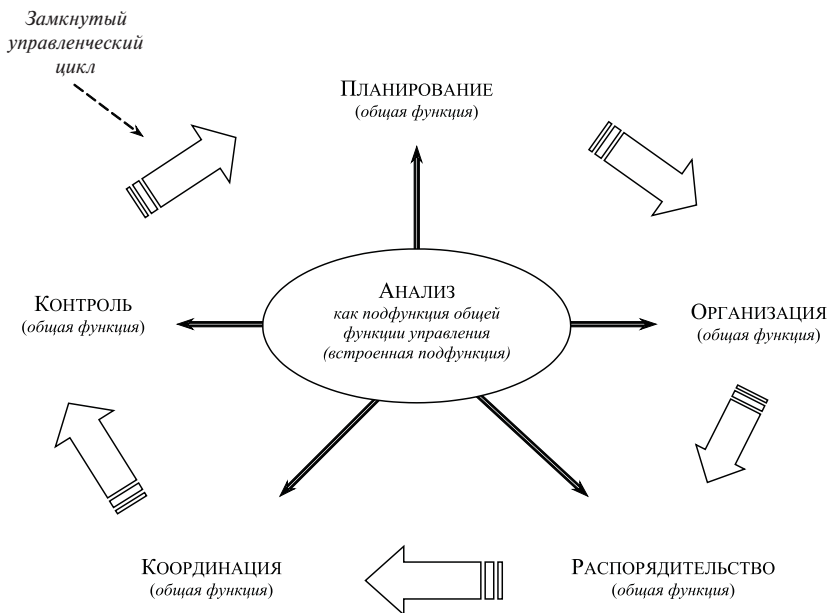 Замкнутый
управленческий
цикл
ПЛАНИРОВАНИЕ
(общая функция)
АНАЛИЗ
как подфункция общей
функции управления
(встроенная подфункция)
КОНТРОЛЬ
(общая функция)
ОРГАНИЗАЦИЯ
(общая функция)
КООРДИНАЦИЯ
(общая функция)
РАСПОРЯДИТЕЛЬСТВО
(общая функция)